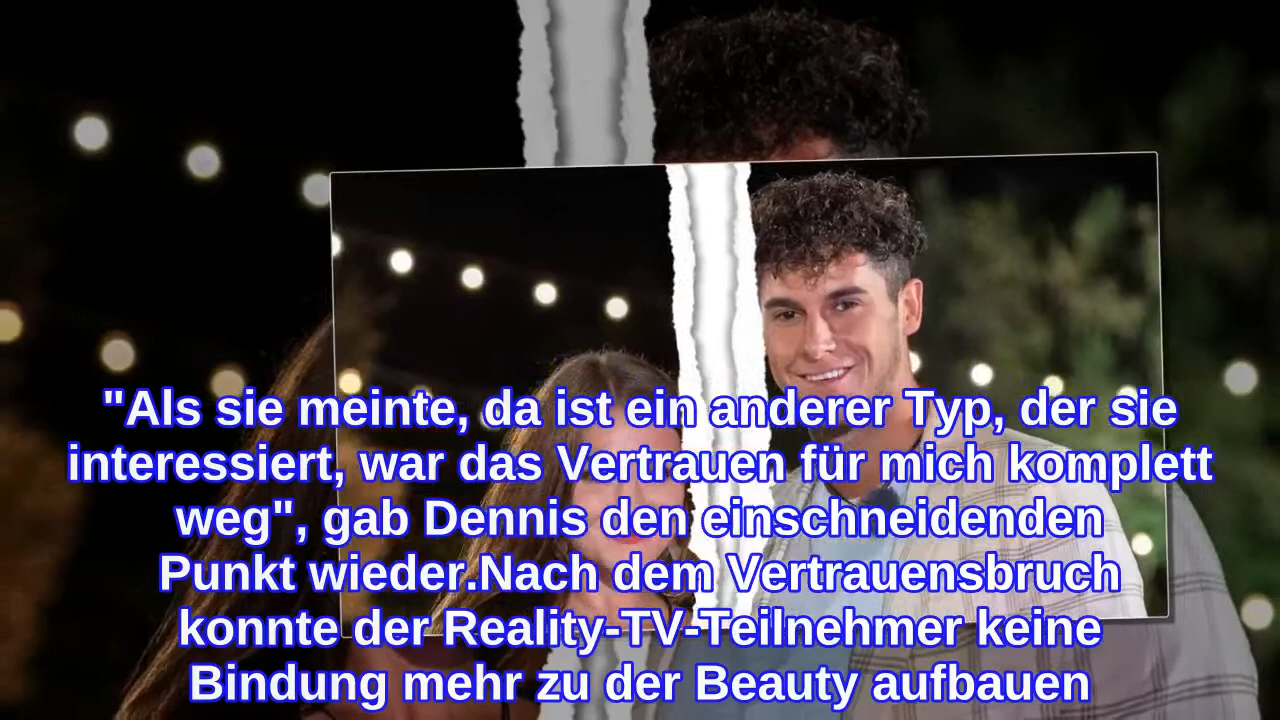 "Als sie meinte, da ist ein anderer Typ, der sie
interessiert, war das Vertrauen für mich komplett
weg", gab Dennis den einschneidenden
Punkt wieder.Nach dem Vertrauensbruch
konnte der Reality-TV-Teilnehmer keine
Bindung mehr zu der Beauty aufbauen